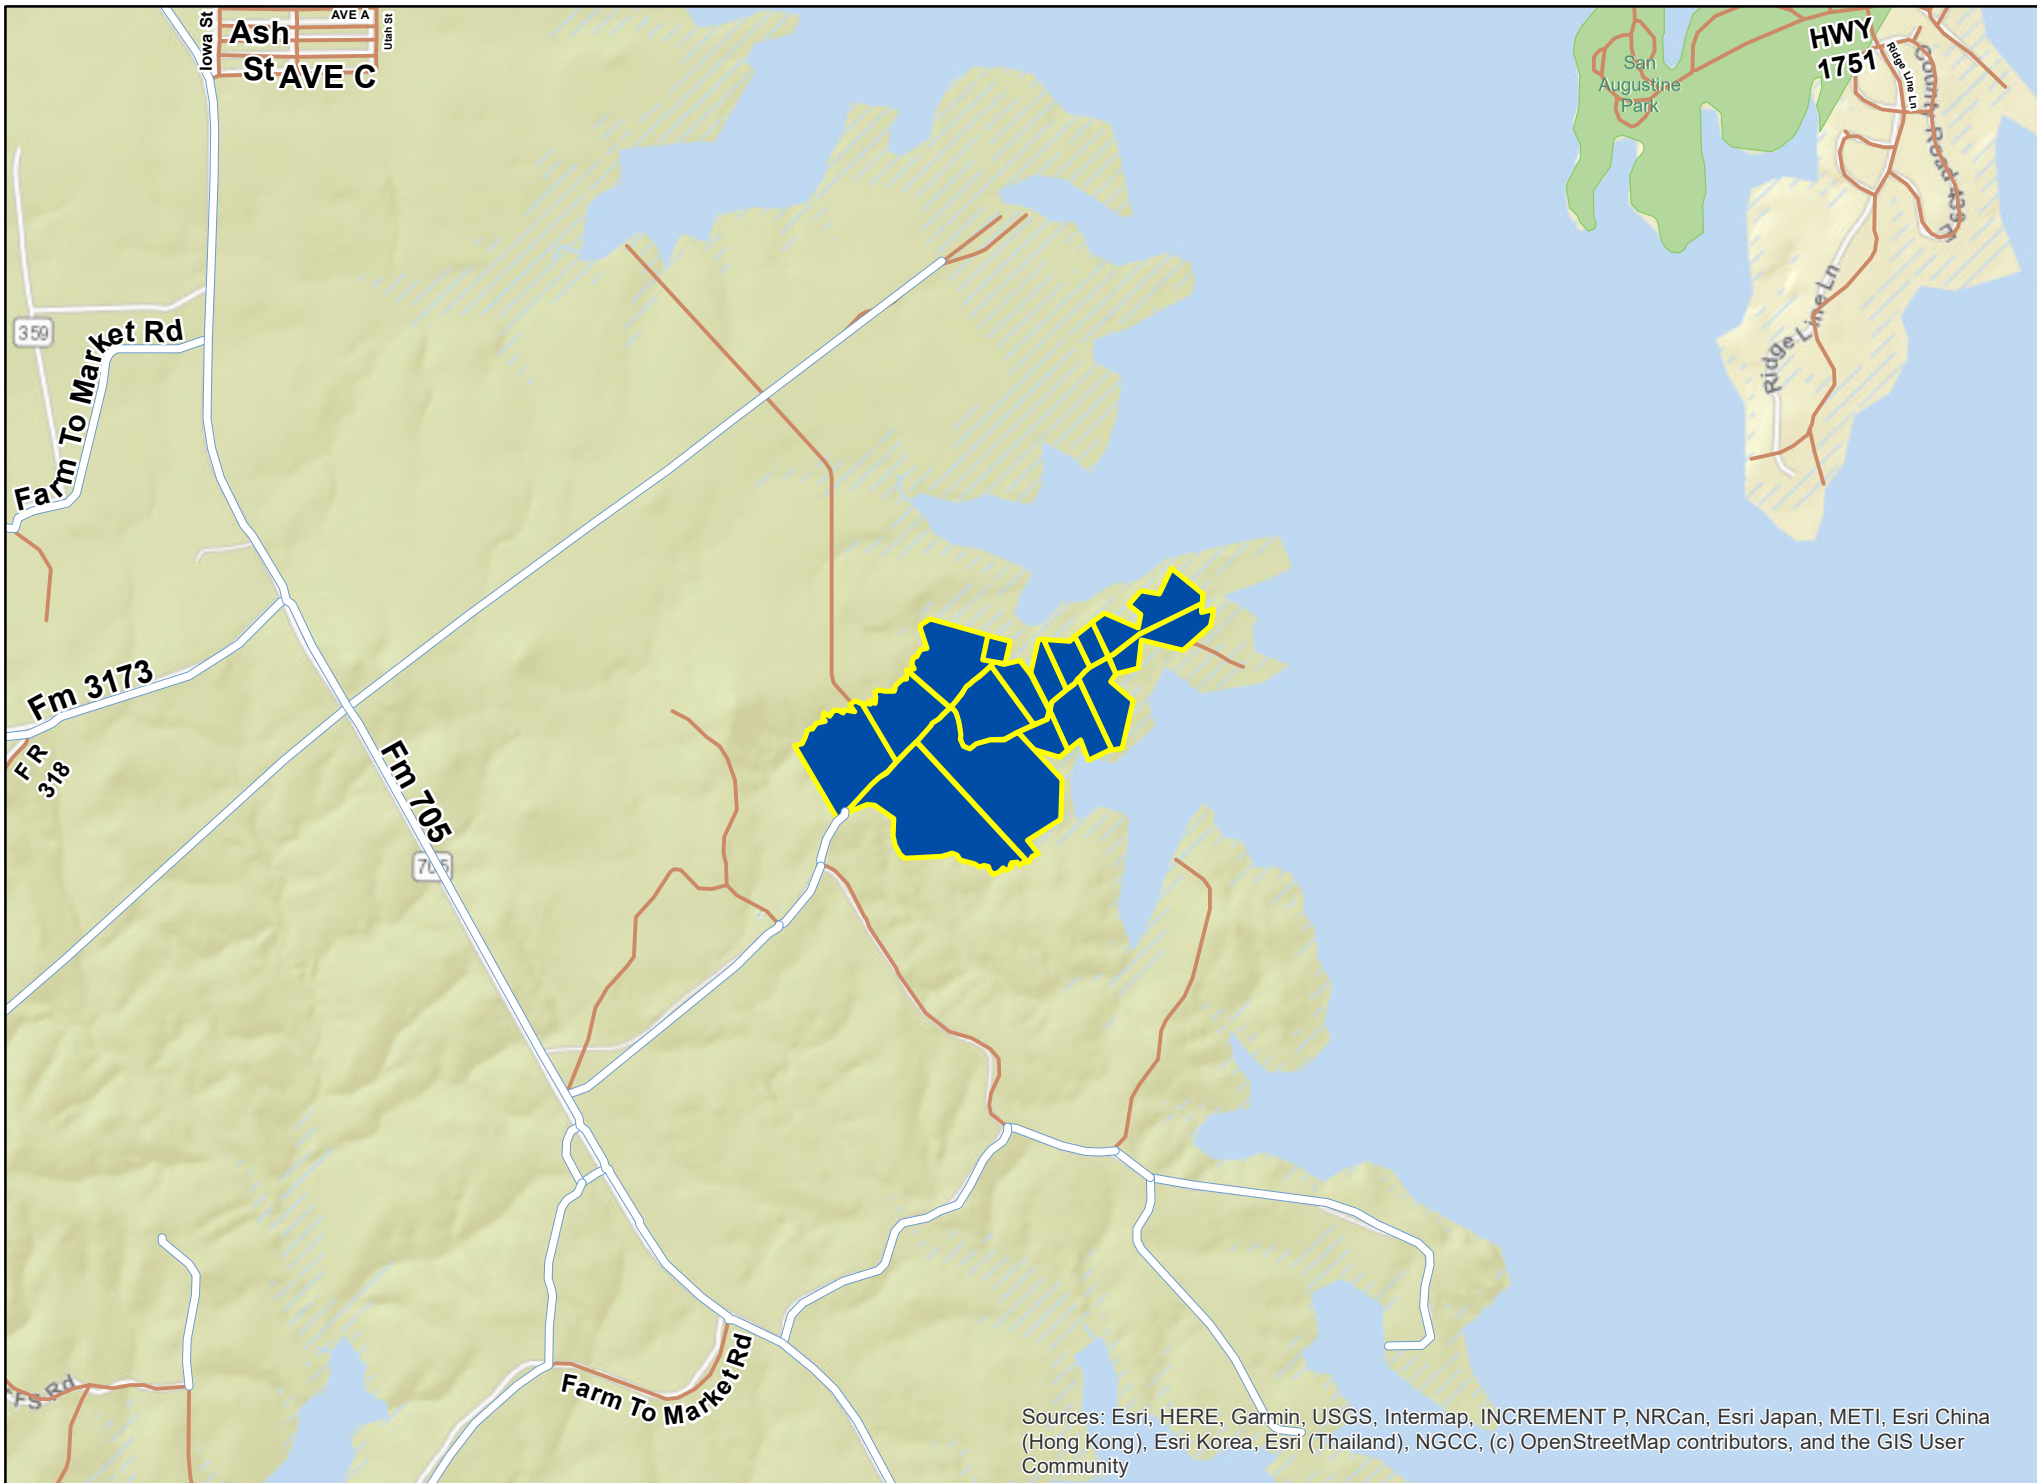 Iowa St
AVE A
Utah St
Ash
St
AVE C
HWY
1751
San
Augustine
Park
Ridge Line Ln
County Road 433
Ridge Line Ln
359
Farm To Market Rd
Fm 3173
F R
318
Fm 705
705
FS Rd
Farm To Market Rd
Sources: Esri, HERE, Garmin, USGS, Intermap, INCREMENT P, NRCan, Esri Japan, METI, Esri China
(Hong Kong), Esri Korea, Esri (Thailand), NGCC, (c) OpenStreetMap contributors, and the GIS User
Community